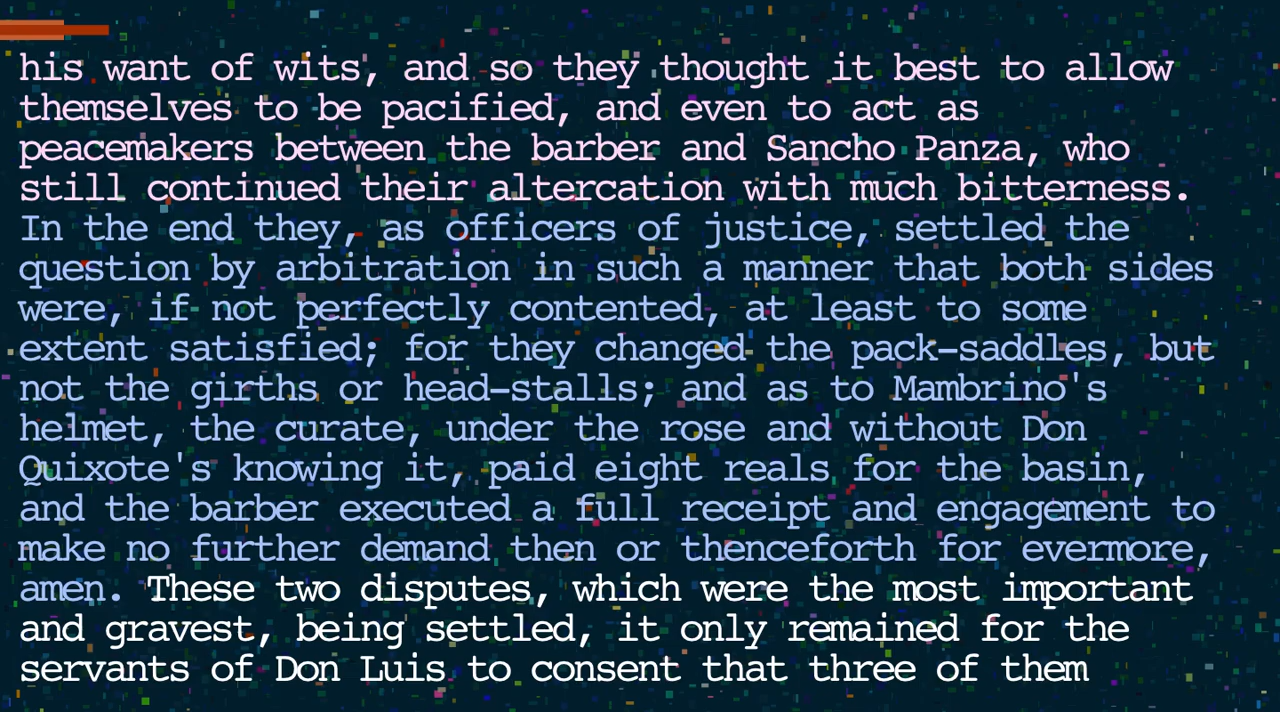 his want of wits, and so they thought it best to allow
themselves to be pacified, and even to act as
peacemakers between the barber and Sancho Panza, who
still continued their altercation with much bitterness.
In the end they, as officers of justice, settled the
question by arbitration in such a manner that both sides
were, if not perfectly contented, at least to some
extent satisfied; for they changed the pack-saddles, but
not the girths or head-stalls; and as to Mambrino's
helmet, the curate, under the rose and without Don
Quixote's knowing it, paid eight reals for the basin,
and the barber executed a full receipt and engagement to
make no further demand then or thenceforth for evermore,
amen. These two disputes, which were the most important
and gravest, being settled, it only remained for the
servants of Don Luis to consent that three of them